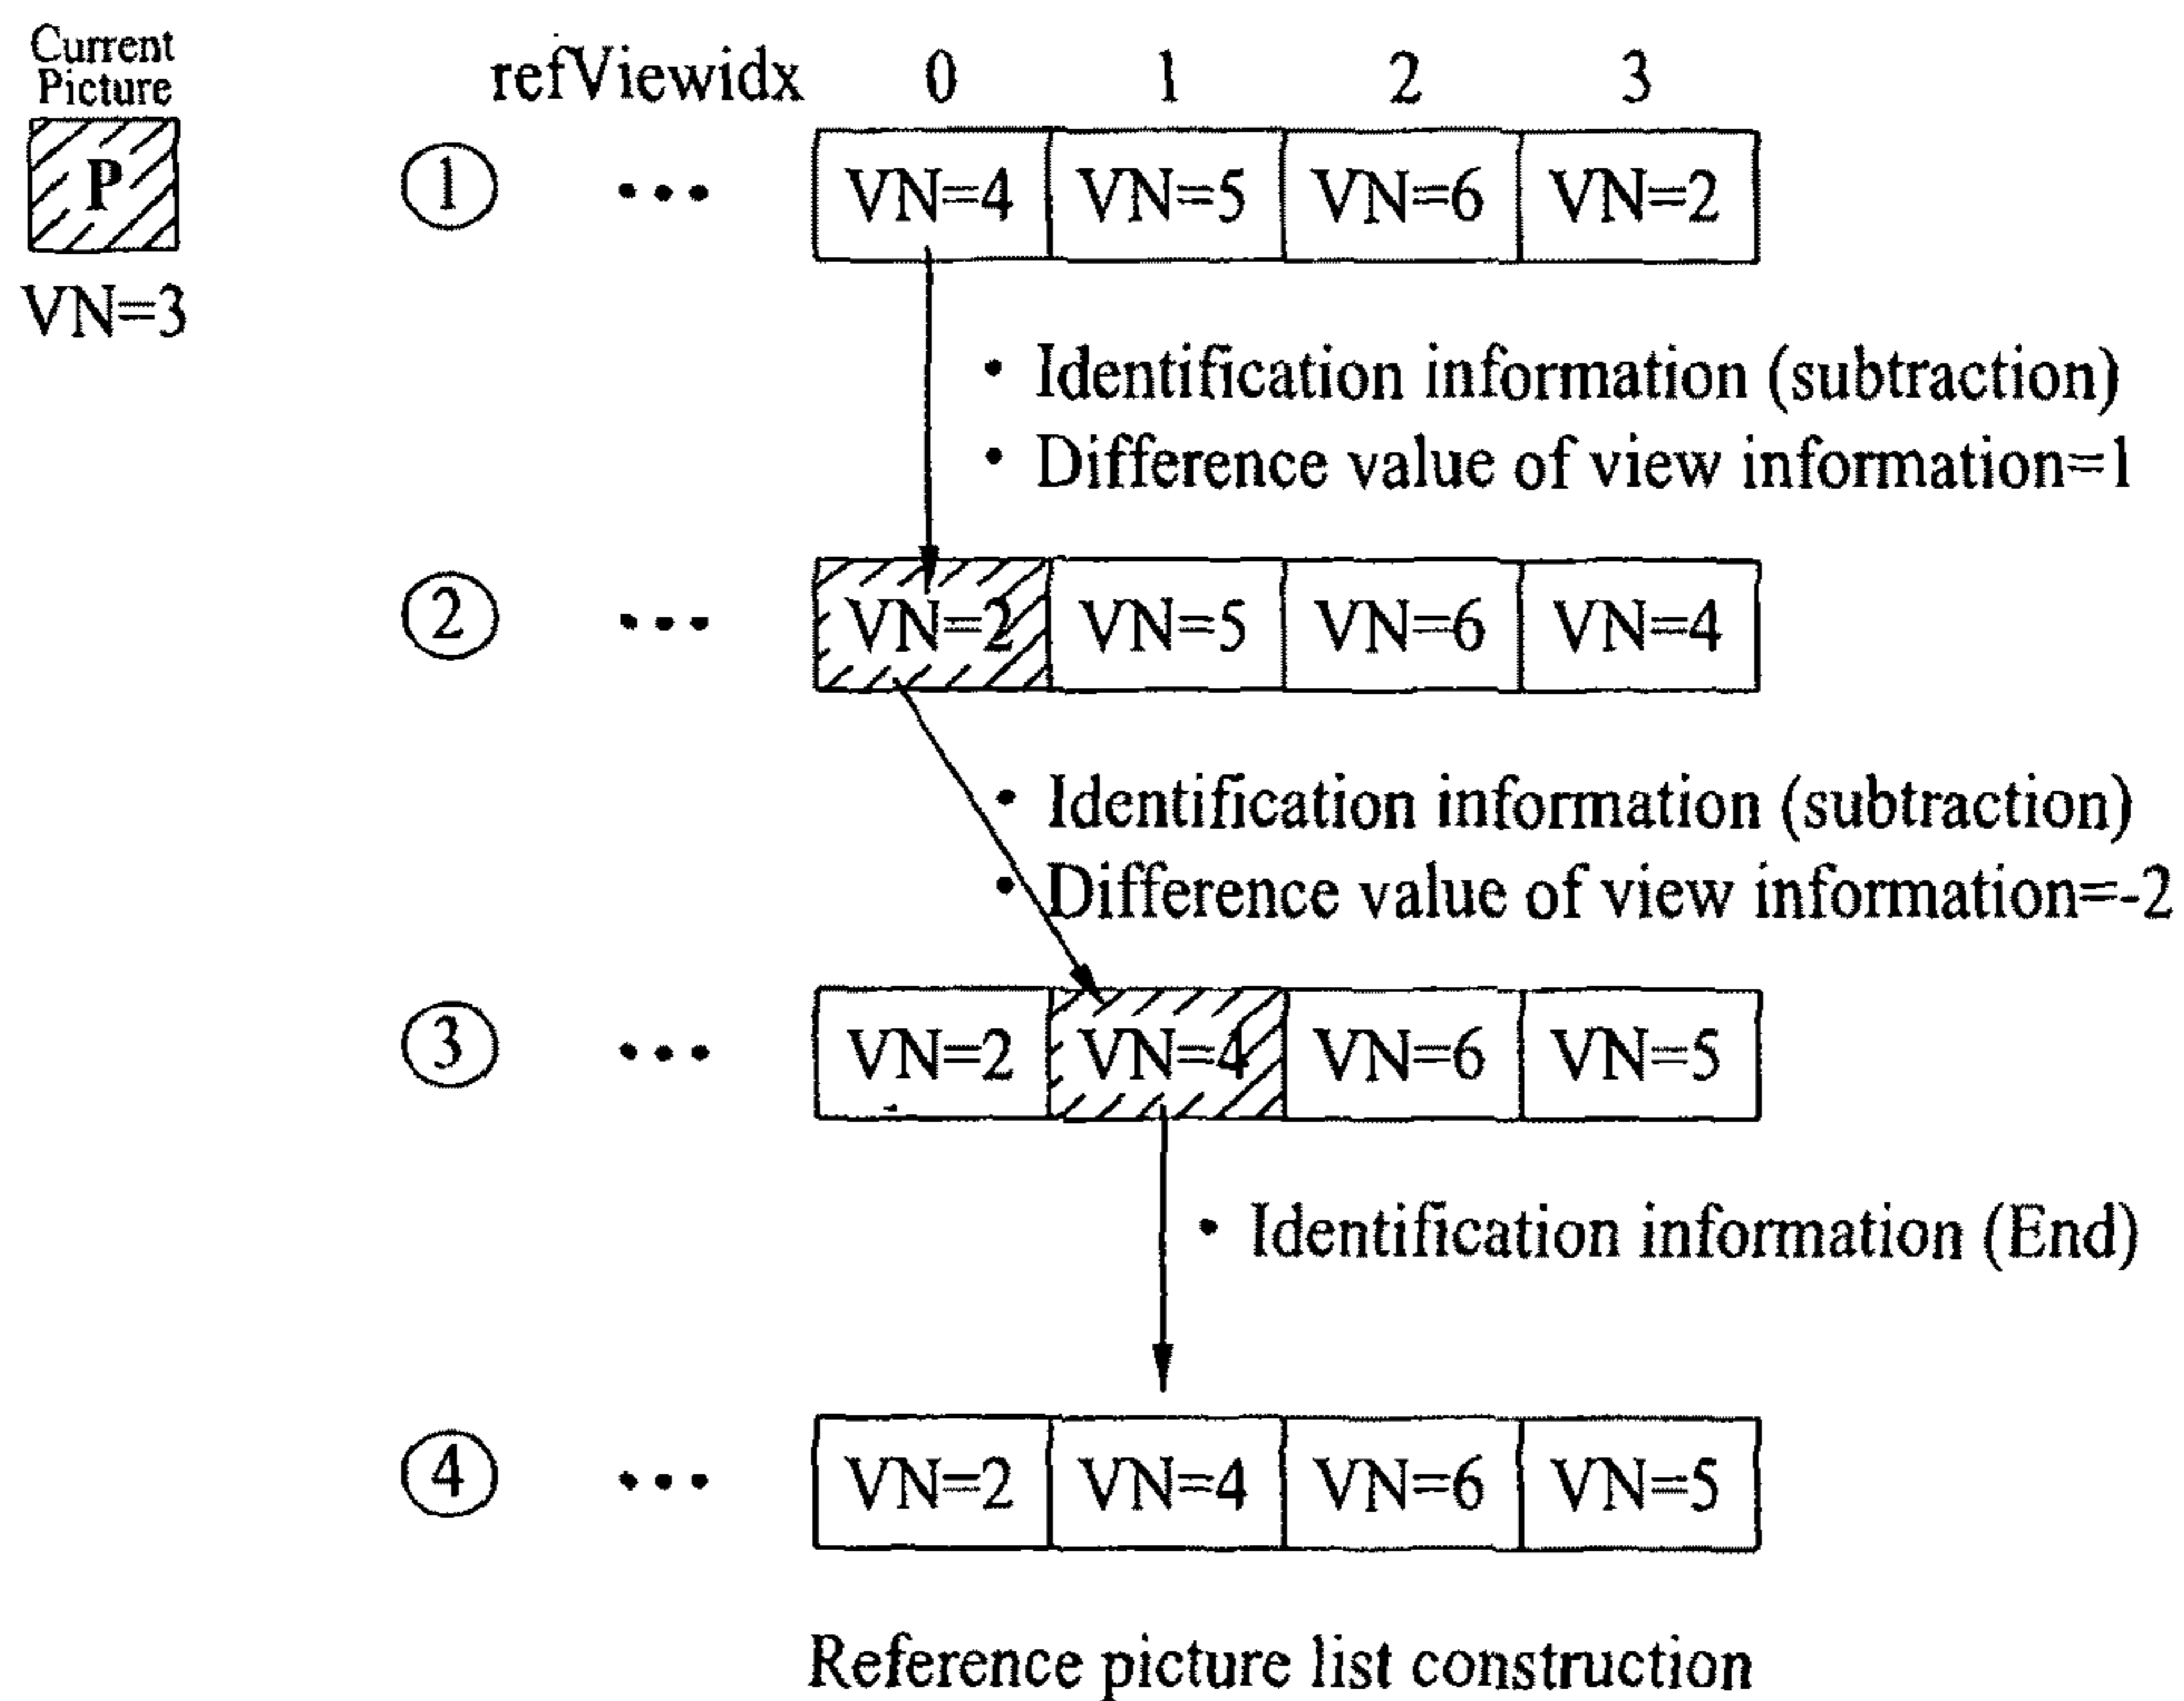 Current
Picture
P
VN=3
refViewidx 0 1 2 3
① ••• VN=4 VN=5 VN=6 VN=2
• Identification information (subtraction)
• Difference value of view information=1
② ••• VN=2 VN=5 VN=6 VN=4
• Identification information (subtraction)
• Difference value of view information=-2
③ ••• VN=2 VN=4 VN=6 VN=5
• Identification information (End)
④ ••• VN=2 VN=4 VN=6 VN=5
Reference picture list construction